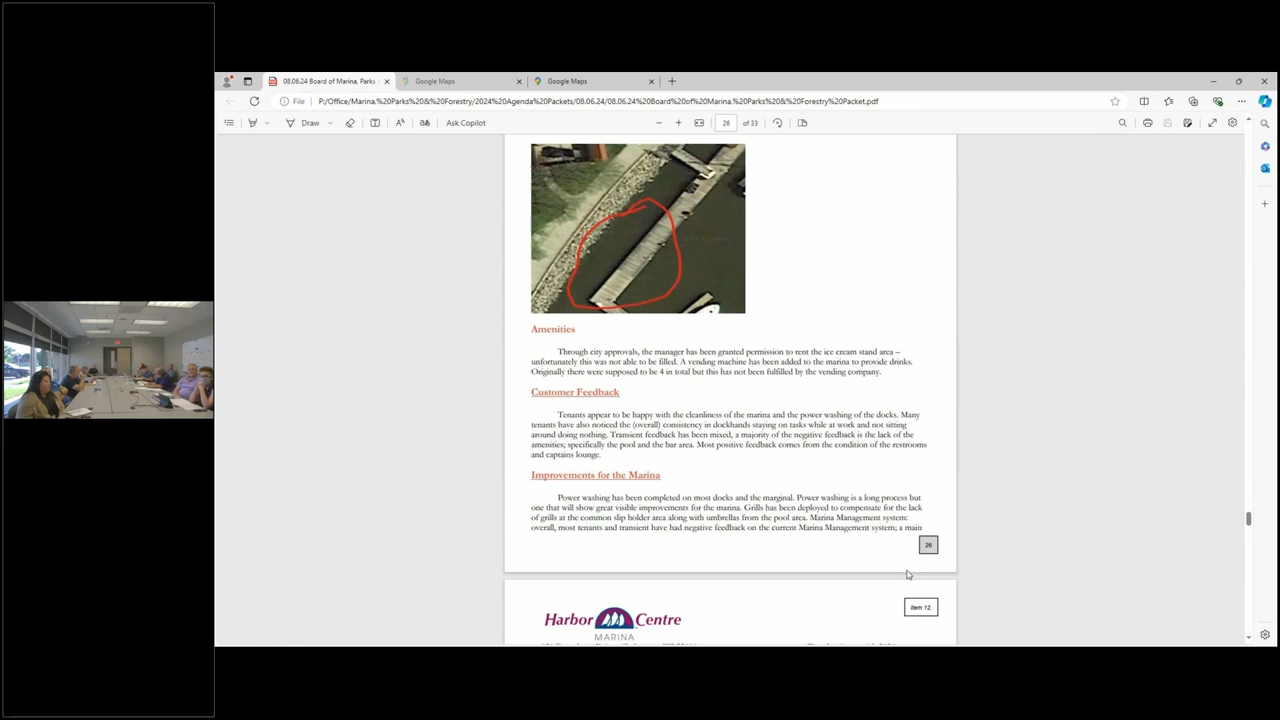 08.06.24 Board of Marina, Parks
Google Maps
Google Maps
File
P:/Office/Marina,%20Parks%20&%20Forestry/2024%20Agenda%20Packets/08.06.24/08.06.24%20Board%20of%20Marina,%20Parks%20&%20Forestry%20Packet.pdf
Draw
Ask Copilot
26 of 33
Amenities
Through city approvals, the manager has been granted permission to rent the ice cream stand area –
unfortunately this was not able to be filled. A vending machine has been added to the marina to provide drinks.
Originally there were supposed to be 4 in total but this has not been fulfilled by the vending company.
Customer Feedback
Tenants appear to be happy with the cleanliness of the marina and the power washing of the docks. Many
tenants have also noticed the (overall) consistency in dockhands staying on tasks while at work and not sitting
around doing nothing. Transient feedback has been mixed, a majority of the negative feedback is the lack of the
amenities; specifically the pool and the bar area. Most positive feedback comes from the condition of the restrooms
and captains lounge.
Improvements for the Marina
Power washing has been completed on most docks and the marginal. Power washing is a long process but
one that will show great visible improvements for the marina. Grills has been deployed to compensate for the lack
of grills at the common slip holder area along with umbrellas from the pool area. Marina Management system:
overall, most tenants and transient have had negative feedback on the current Marina Management system; a main
26
Item 12.
Harbor Centre
MARINA